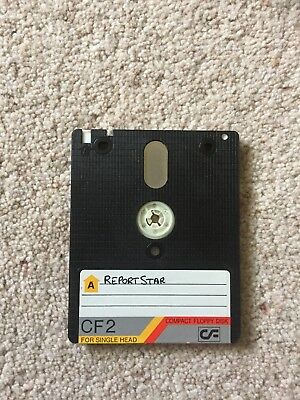 A REPORTSTAR
CF2 COMPACT FLOPPY DISK
FOR SINGLE HEAD CF